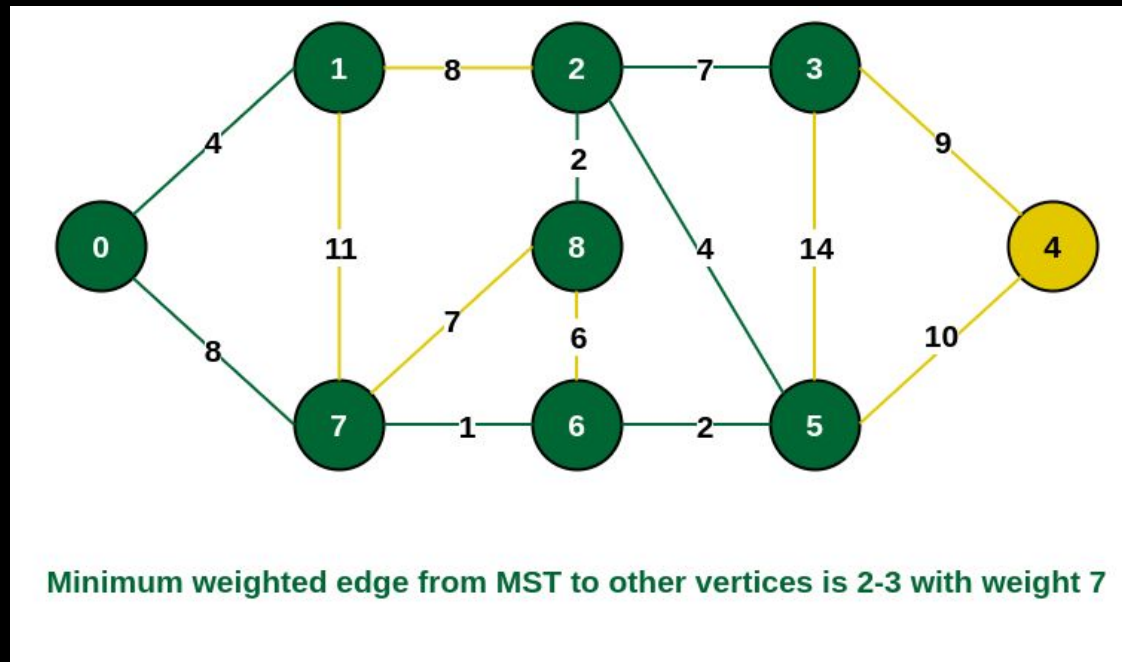 1 8 2 7 3
4 2 9
0 11 8 4 14 4
8 7 6 10
7 1 6 2 5
Minimum weighted edge from MST to other vertices is 2-3 with weight 7